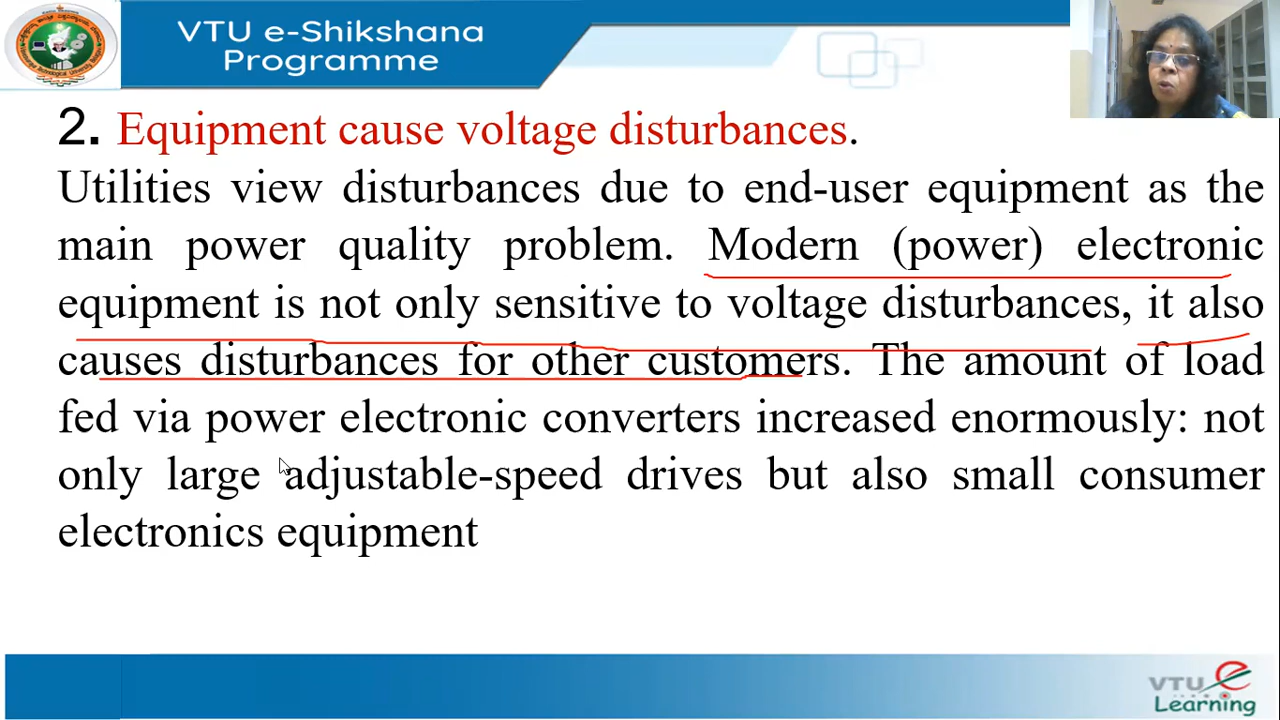 VTU e-Shikshana
Programme
2. Equipment cause voltage disturbances.
Utilities view disturbances due to end-user equipment as the
main power quality problem. Modern (power) electronic
equipment is not only sensitive to voltage disturbances, it also
causes disturbances for other customers. The amount of load
fed via power electronic converters increased enormously: not
only large adjustable-speed drives but also small consumer
electronics equipment
VTU e
Learning